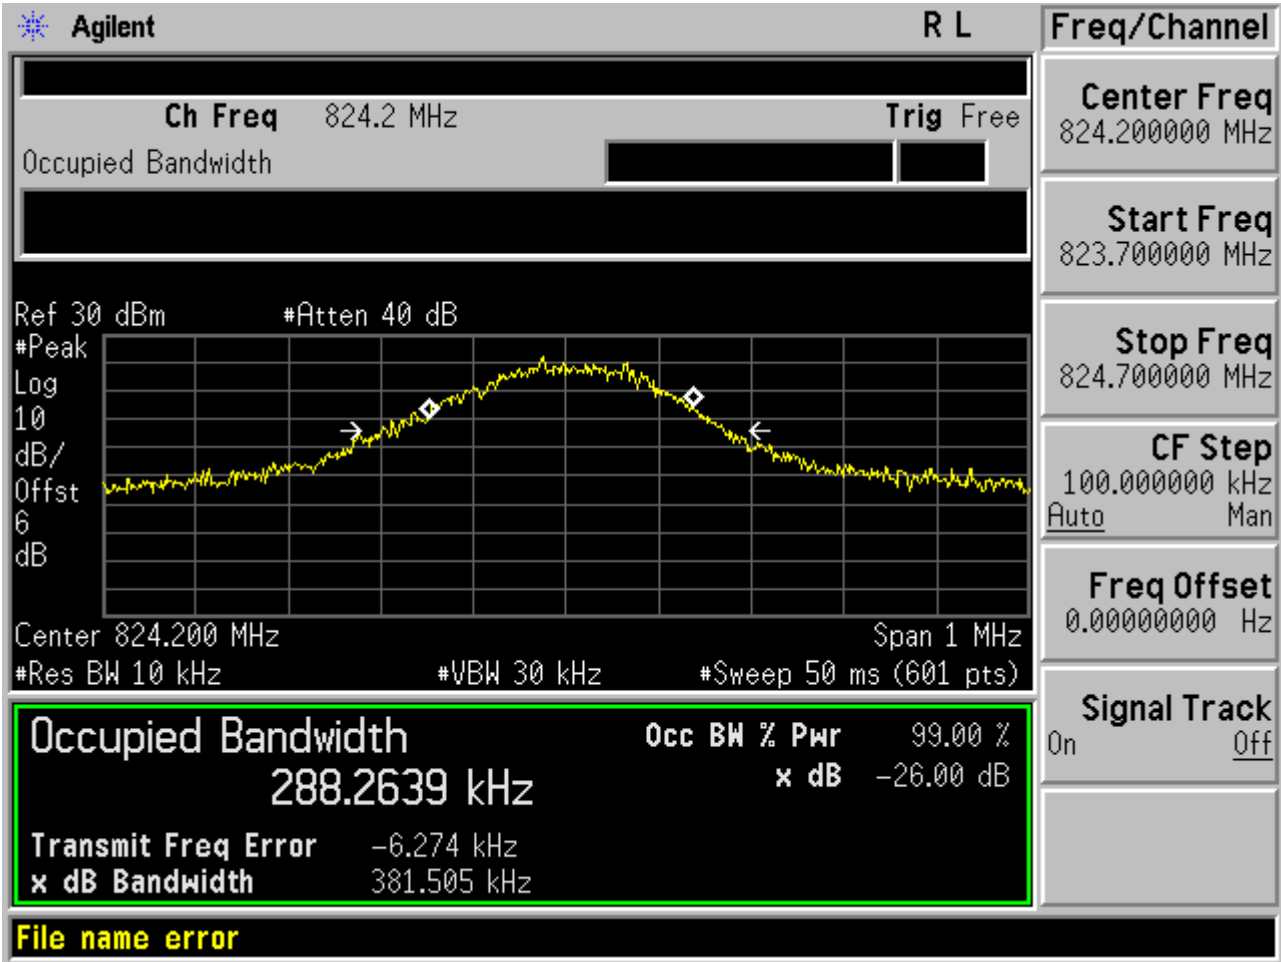 Agilent R L
Ch Freq 824.2 MHz Trig Free
Occupied Bandwidth
Ref 30 dBm #Atten 40 dB
#Peak
Log
10
dB/
Offst
6
dB
Center 824.200 MHz Span 1 MHz
#Res BW 10 kHz #VBW 30 kHz #Sweep 50 ms (601 pts)
Occupied Bandwidth Occ BW % Pwr 99.00 %
288.2639 kHz x dB -26.00 dB
Transmit Freq Error -6.274 kHz
x dB Bandwidth 381.505 kHz
File name error
Freq/Channel
Center Freq
824.200000 MHz
Start Freq
823.700000 MHz
Stop Freq
824.700000 MHz
CF Step
100.000000 kHz
Auto Man
Freq Offset
0.00000000 Hz
Signal Track
On Off